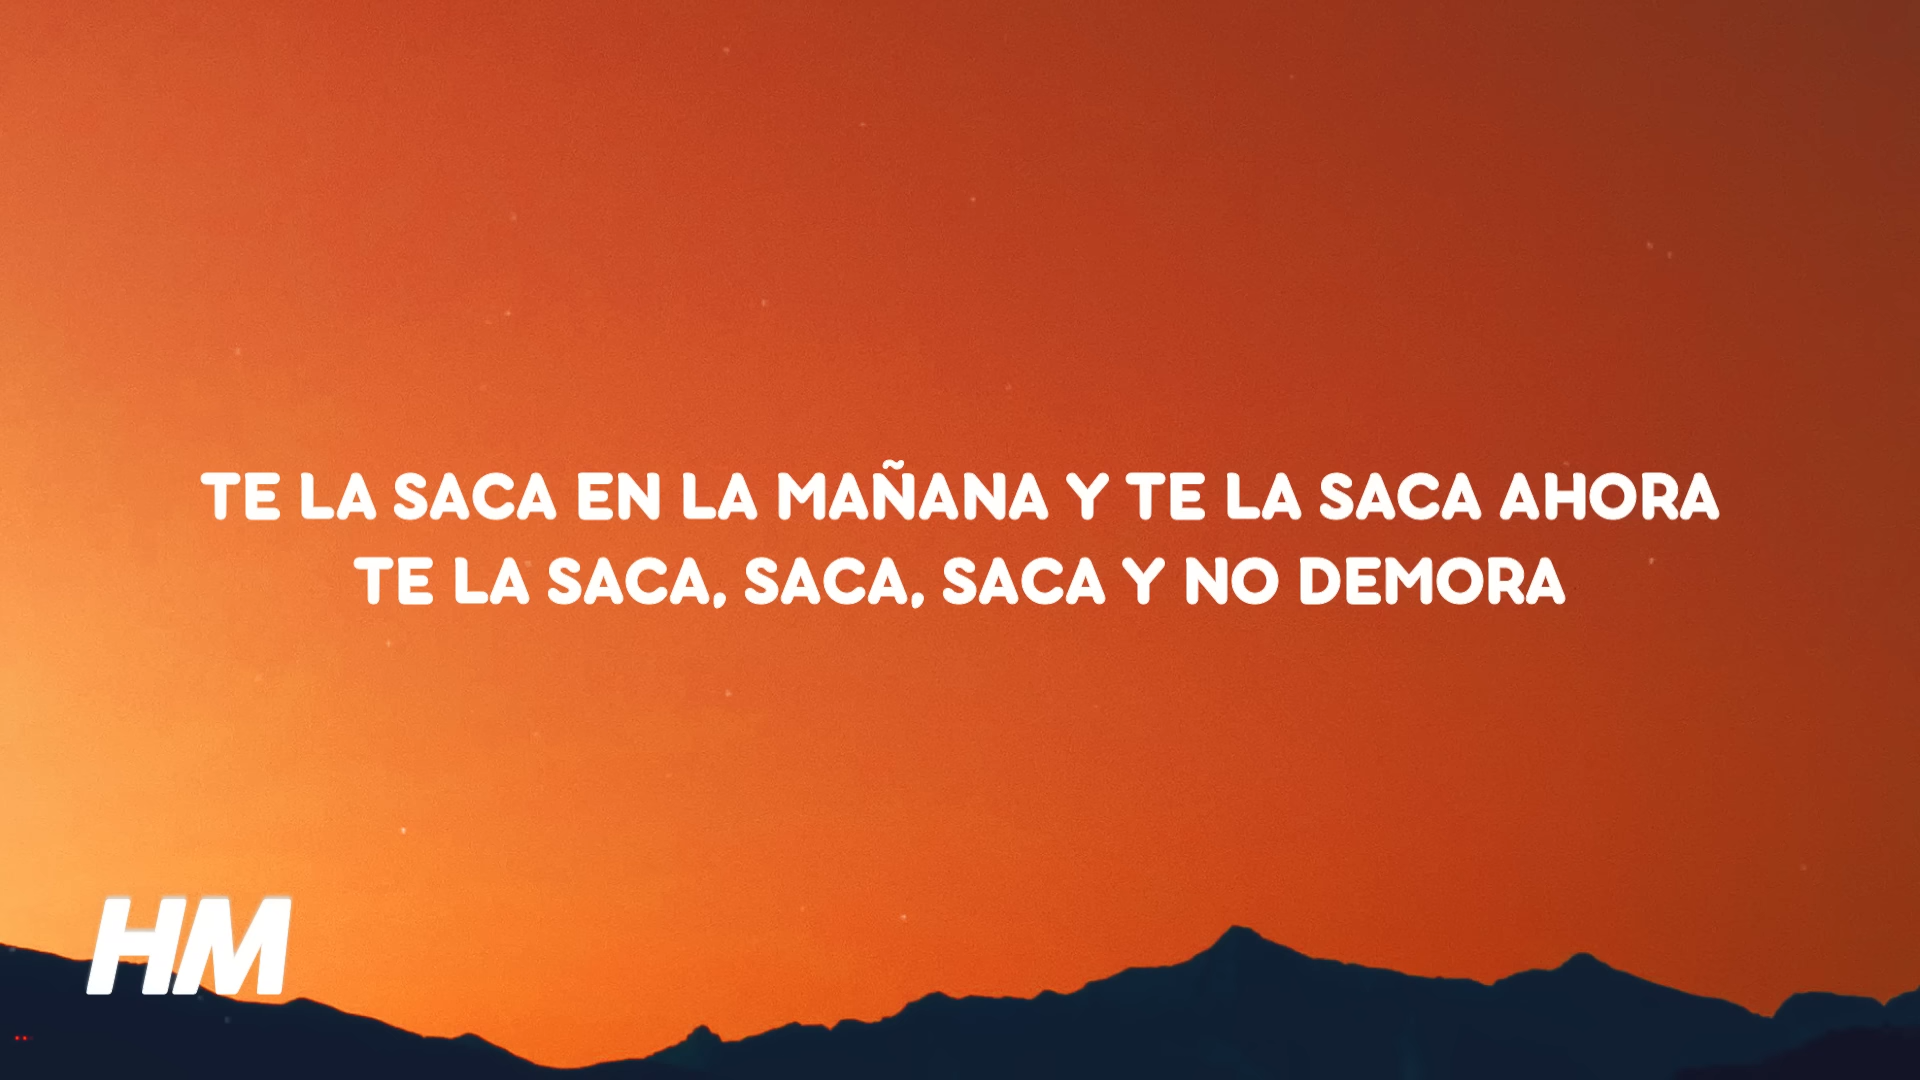 TE LA SACA EN LA MAÑANA Y TE LA SACA AHORA
TE LA SACA, SACA, SACA Y NO DEMORA
HM